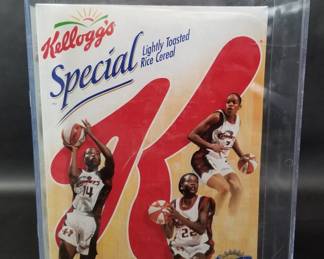 Kellogg's
Special
Lightly Toasted
Rice Cereal
K
14
22